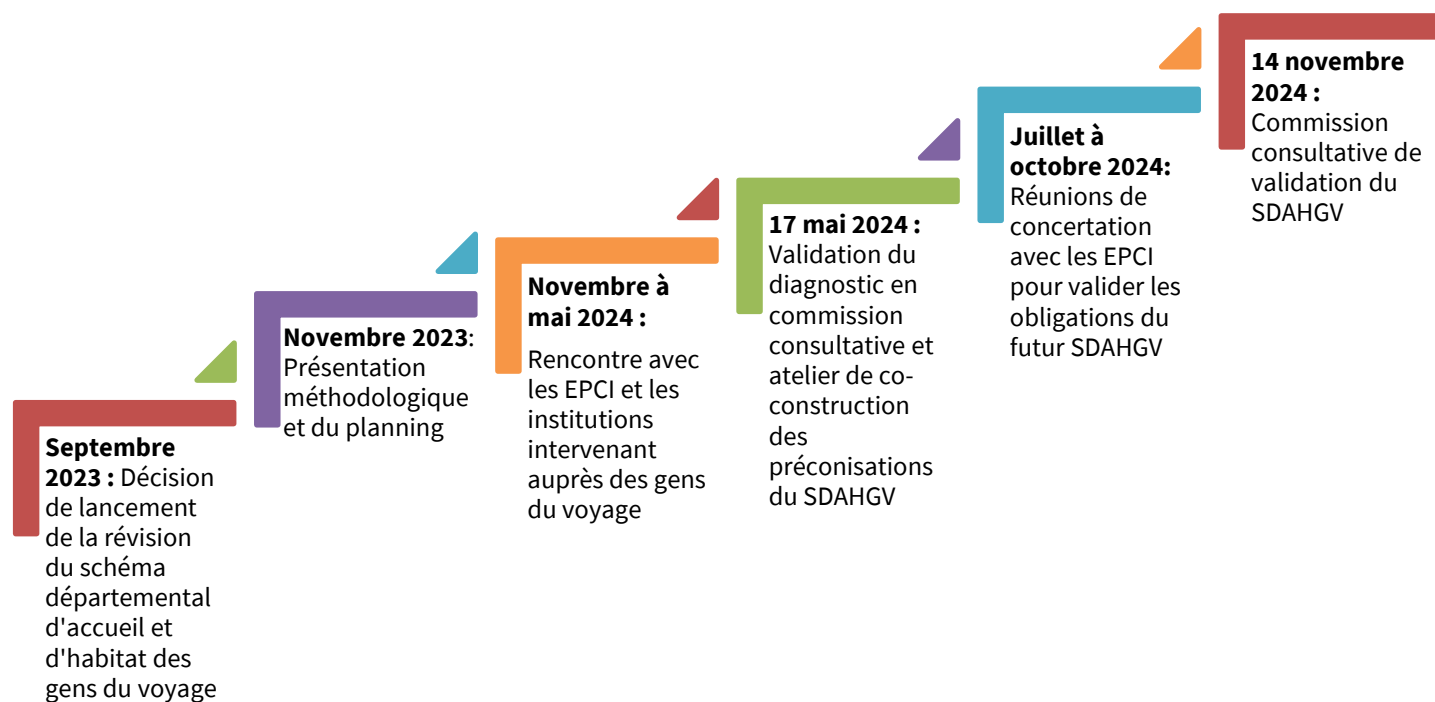 Septembre
2023 : Décision
de lancement
de la révision
du schéma
départemental
d'accueil et
d'habitat des
gens du voyage
Novembre 2023:
Présentation
méthodologique
et du planning
Novembre à
mai 2024 :
Rencontre avec
les EPCI et les
institutions
intervenant
auprès des gens
du voyage
17 mai 2024 :
Validation du
diagnostic en
commission
consultative et
atelier de co-
construction
des
préconisations
du SDAHGV
Juillet à
octobre 2024:
Réunions de
concertation
avec les EPCI
pour valider les
obligations du
futur SDAHGV
14 novembre
2024 :
Commission
consultative de
validation du
SDAHGV